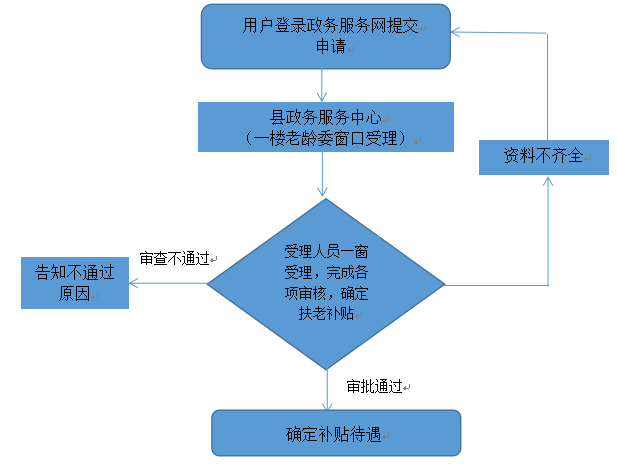 用户登录政务服务网提交
申请
县政务服务中心
（一楼老龄委窗口受理）
资料不齐全
受理人员一窗
受理，完成各
项审核，确定
扶老补贴
审查不通过
告知不通过
原因
审批通过
确定补贴待遇